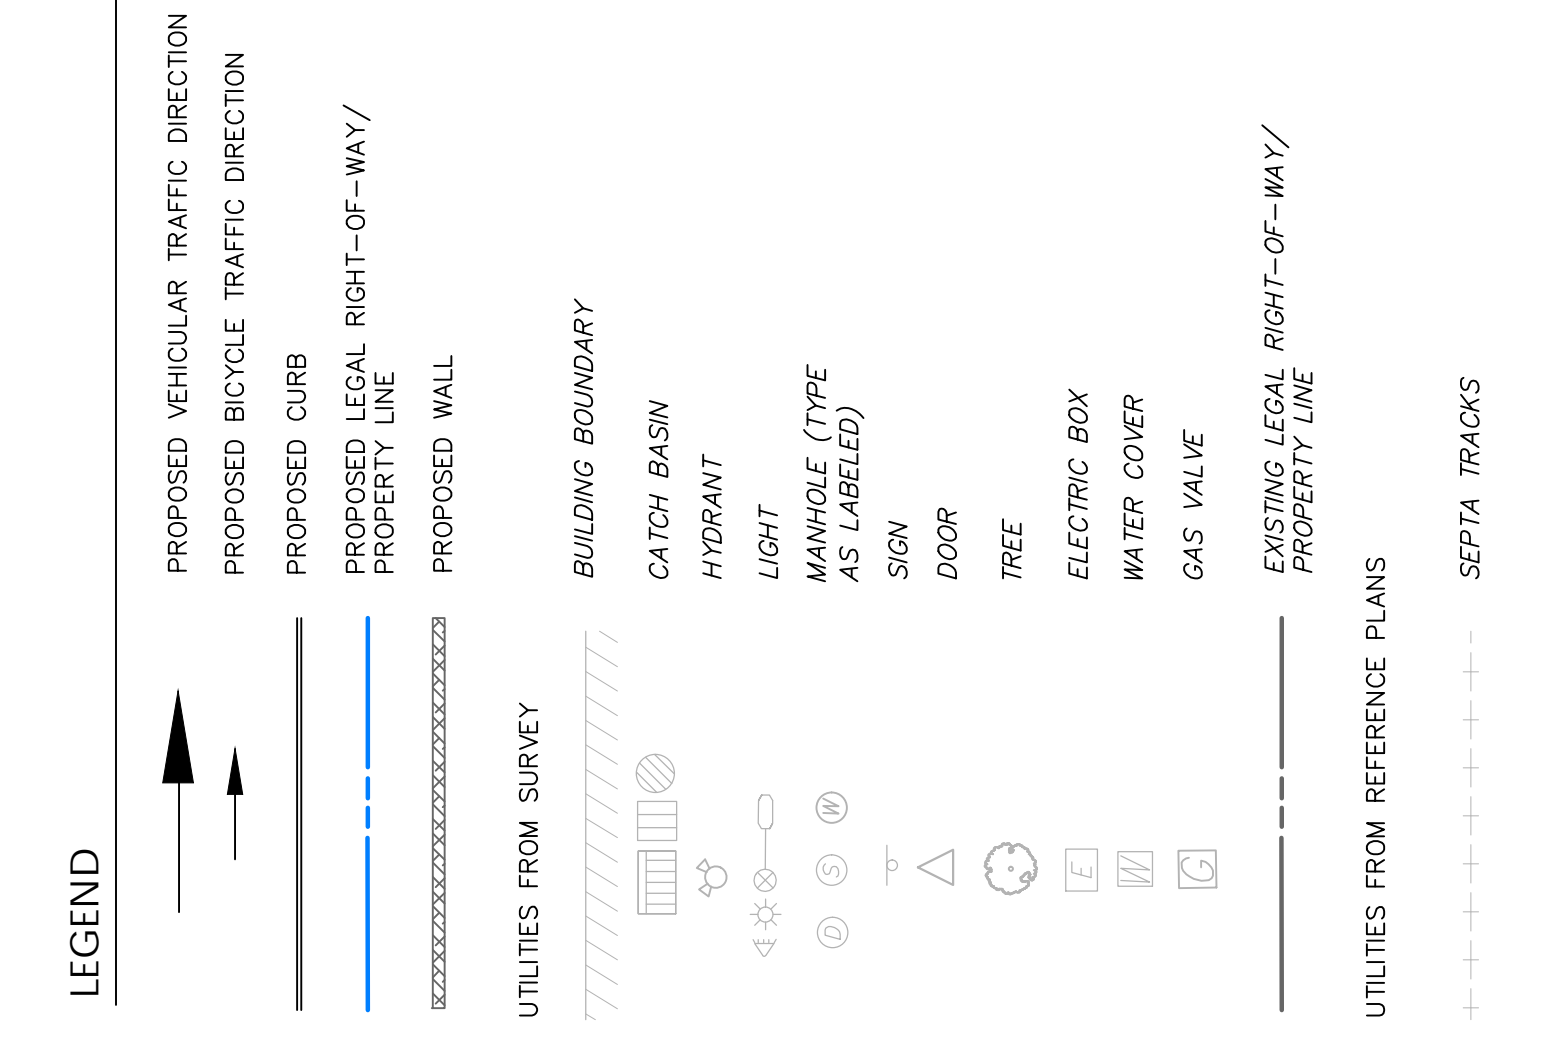 LEGEND
PROPOSED VEHICULAR TRAFFIC DIRECTION
PROPOSED BICYCLE TRAFFIC DIRECTION
PROPOSED CURB
PROPOSED LEGAL RIGHT-OF-WAY/
PROPERTY LINE
PROPOSED WALL
UTILITIES FROM SURVEY
BUILDING BOUNDARY
CATCH BASIN
HYDRANT
LIGHT
D S W MANHOLE (TYPE
AS LABELED)
SIGN
DOOR
TREE
E ELECTRIC BOX
W WATER COVER
G GAS VALVE
EXISTING LEGAL RIGHT-OF-WAY/
PROPERTY LINE
UTILITIES FROM REFERENCE PLANS
SEPTA TRACKS